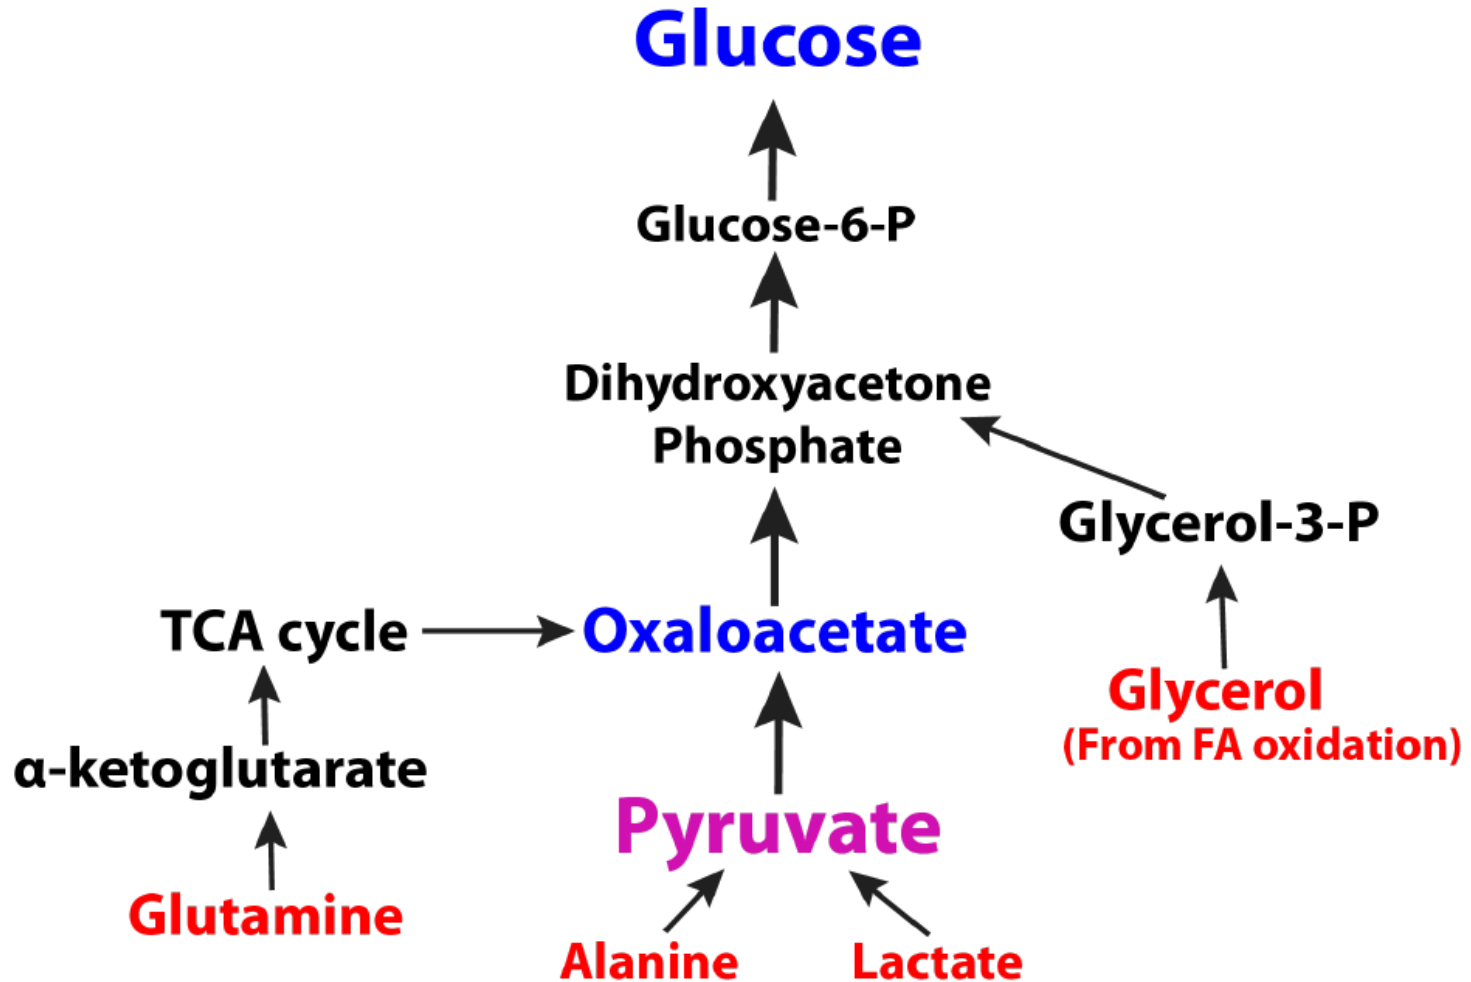 Glucose
Glucose-6-P
Dihydroxyacetone
Phosphate
Glycerol-3-P
TCA cycle
Oxaloacetate
Glycerol
(From FA oxidation)
α-ketoglutarate
Pyruvate
Glutamine
Alanine
Lactate